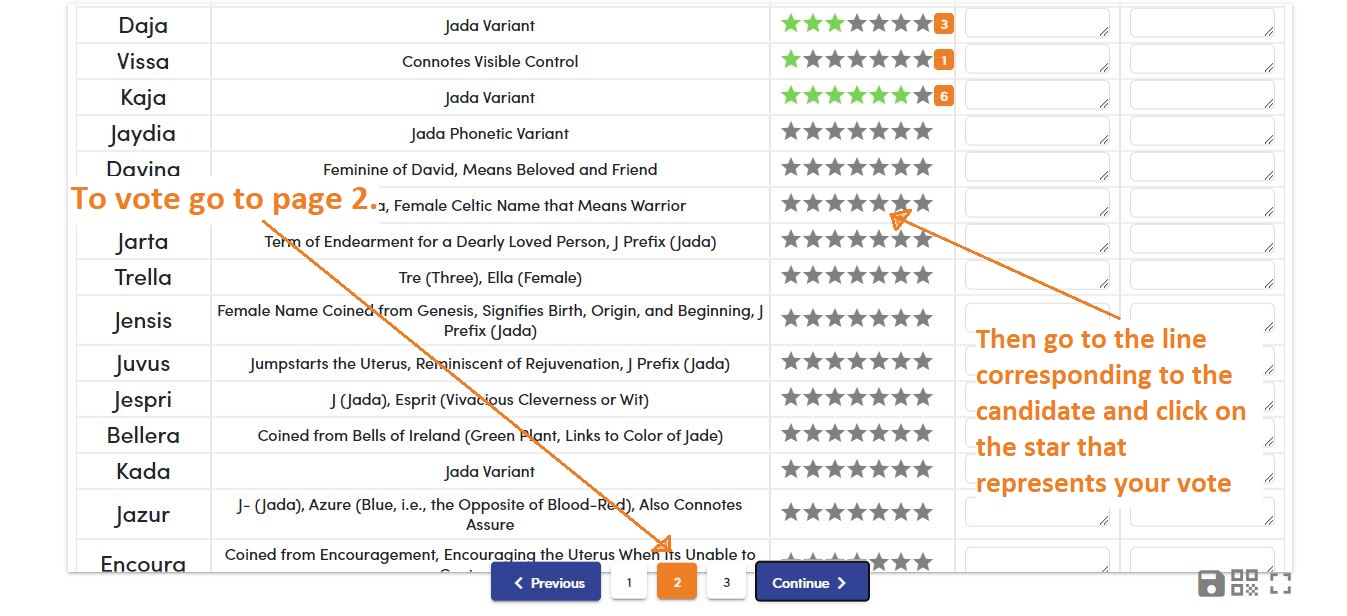 Daja Jada Variant 3
Vissa Connotes Visible Control 1
Kaja Jada Variant 6
Jaydia Jada Phonetic Variant
Davina Feminine of David, Means Beloved and Friend
To vote go to page 2.
a, Female Celtic Name that Means Warrior
Jarta Term of Endearment for a Dearly Loved Person, J Prefix (Jada)
Trella Tre (Three), Ella (Female)
Jensis Female Name Coined from Genesis, Signifies Birth, Origin, and Beginning, J
Prefix (Jada)
Juvus Jumpstarts the Uterus, Reminiscent of Rejuvenation, J Prefix (Jada)
Jespri J (Jada), Esprit (Vivacious Cleverness or Wit)
Bellera Coined from Bells of Ireland (Green Plant, Links to Color of Jade)
Kada Jada Variant
Jazur J- (Jada), Azure (Blue, i.e., the Opposite of Blood-Red), Also Connotes
Assure
Encoura Coined from Encouragement, Encouraging the Uterus When Its Unable to
Then go to the line
corresponding to the
candidate and click on
the star that
represents your vote
Previous 1 2 3 Continue